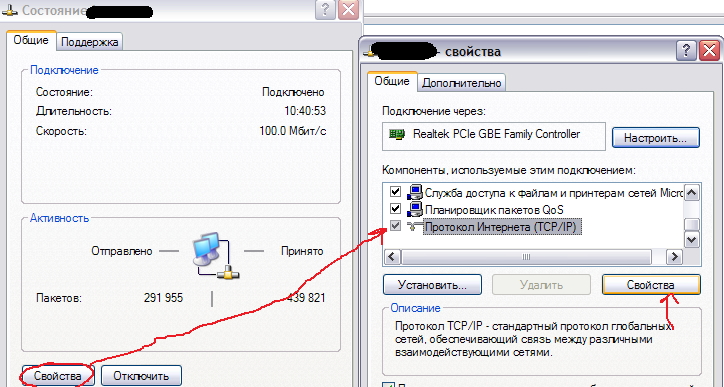 Состояние
Общие
Поддержка
Подключение
Состояние:
Подключено
Длительность:
10:40:53
Скорость:
100.0 Мбит/с
Активность
Отправлено
Принято
Пакетов:
291 955
439 821
Свойства
Отключить
- свойства
Общие
Дополнительно
Подключение через:
Realtek PCIe GBE Family Controller
Настроить...
Компоненты, используемые этим подключением:
Служба доступа к файлам и принтерам сетей Micro
Планировщик пакетов QoS
Протокол Интернета (TCP/IP)
Установить...
Удалить
Свойства
Описание
Протокол TCP/IP - стандартный протокол глобальных
сетей, обеспечивающий связь между различными
взаимодействующими сетями.